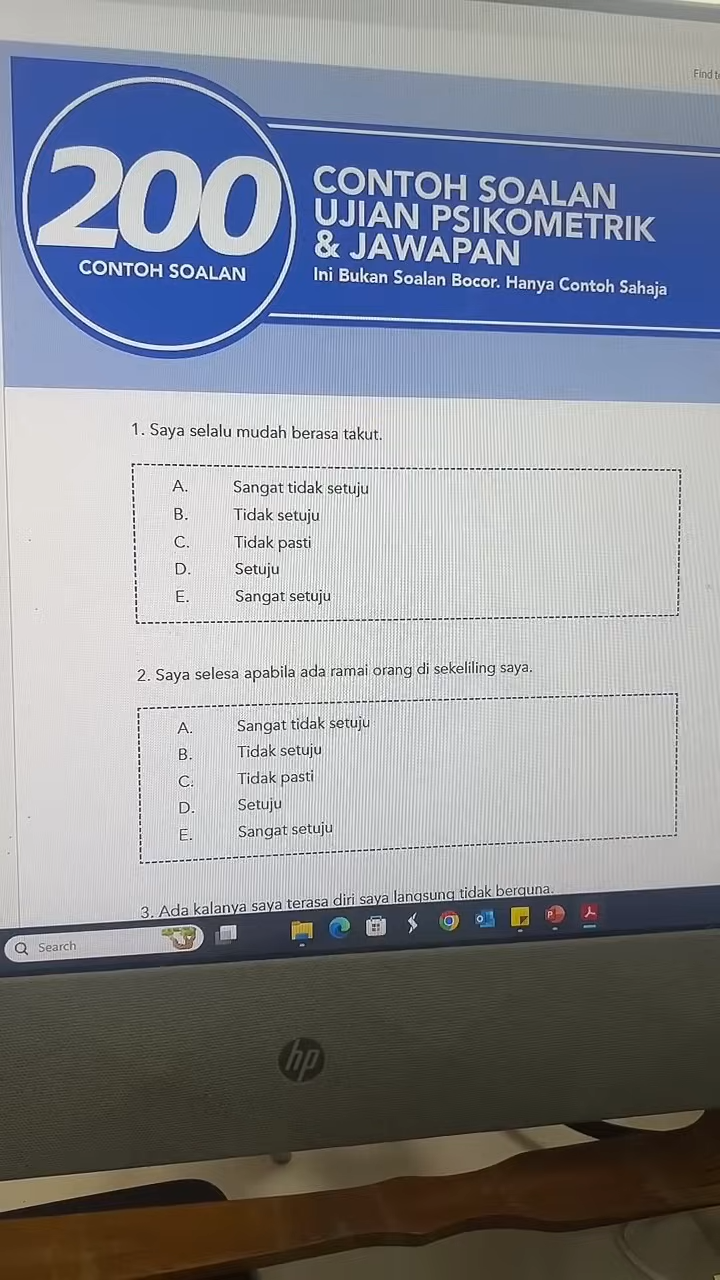 Find
200
CONTOH SOALAN
CONTOH SOALAN
UJIAN PSIKOMETRIK
& JAWAPAN
Ini Bukan Soalan Bocor. Hanya Contoh Sahaja
1. Saya selalu mudah berasa takut.
A. Sangat tidak setuju
B. Tidak setuju
C. Tidak pasti
D. Setuju
E. Sangat setuju
2. Saya selesa apabila ada ramai orang di sekeliling saya.
A. Sangat tidak setuju
B. Tidak setuju
C. Tidak pasti
D. Setuju
E. Sangat setuju
3. Ada kalanya saya terasa diri saya langsung tidak berguna.
Search
hp